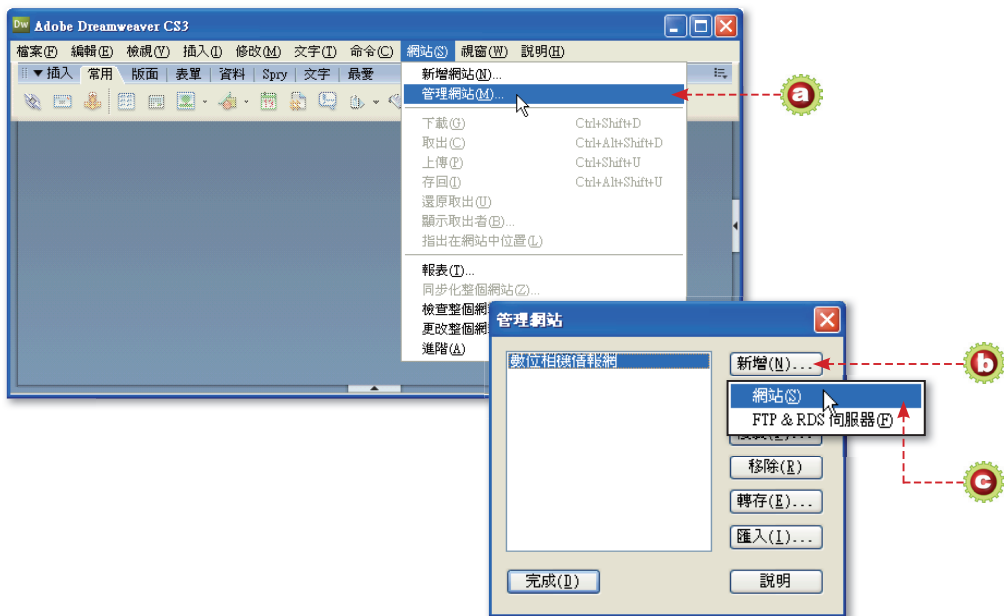 Adobe Dreamweaver CS3
檔案(F) 編輯(E) 檢視(V) 插入(I) 修改(M) 文字(T) 命令(C) 網站(S) 視窗(W) 說明(H)
▼插入 常用 版面 表單 資料 Spry 文字 最愛
新增網站(N)...
管理網站(M)...
a
下載(G) Ctrl+Shift+D
取出(C) Ctrl+Alt+Shift+D
上傳(P) Ctrl+Shift+U
存回(I) Ctrl+Alt+Shift+U
還原取出(U)
顯示取出者(B)...
指出在網站中位置(L)
報表(T)...
同步化整個網站(Z)...
檢查整個網
更改整個網
進階(A)
管理網站
數位相機情報網
新增(N)...
b
網站(S)
FTP & RDS 伺服器(F)
移除(R)
c
轉存(E)...
匯入(I)...
完成(D)
說明